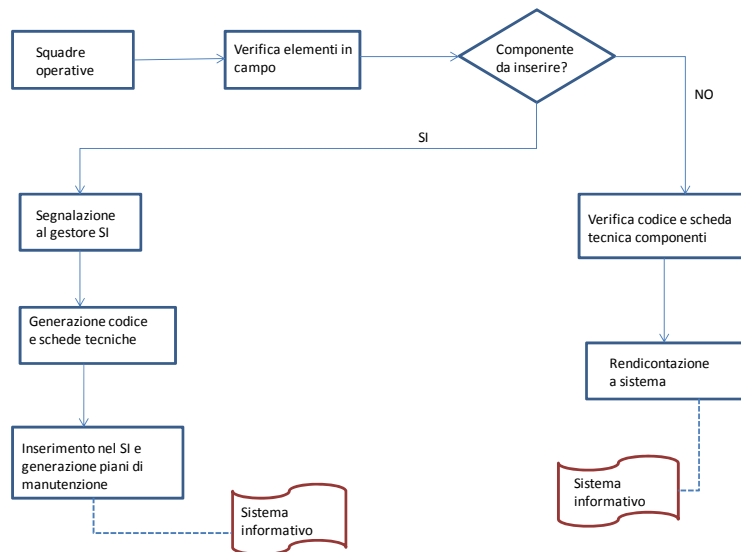 Squadre
operative
Verifica elementi in
campo
Componente
da inserire?
NO
SI
Segnalazione
al gestore SI
Verifica codice e scheda
tecnica componenti
Generazione codice
e schede tecniche
Rendicontazione
a sistema
Inserimento nel SI e
generazione piani di
manutenzione
Sistema
informativo
Sistema
informativo